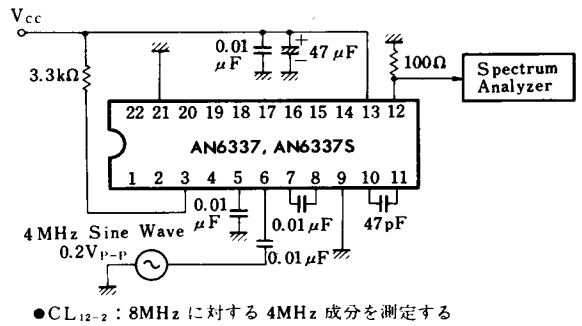 Vcc
0.01
μF
+
−
47μF
100Ω
Spectrum
Analyzer
3.3kΩ
22 21 20 19 18 17 16 15 14 13 12
AN6337, AN6337S
1 2 3 4 5 6 7 8 9 10 11
0.01
μF
0.01μF
47pF
4MHz Sine Wave
0.2VP-P
0.01μF
●CL12-2：8MHz に対する 4MHz 成分を測定する